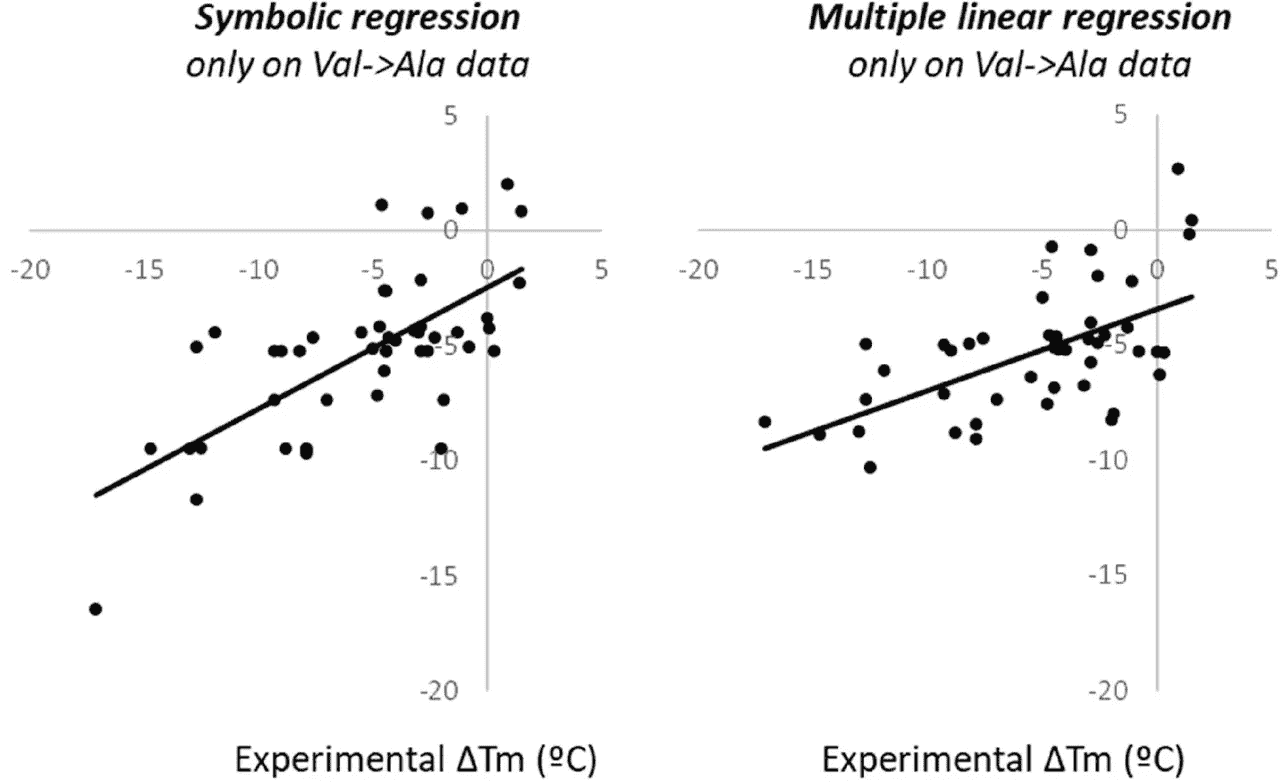 Symbolic regression
only on Val->Ala data
5
0
-20 -15 -10 -5 0 5
-5
-10
-15
-20
Experimental ΔTm (ºC)
Multiple linear regression
only on Val->Ala data
5
0
-20 -15 -10 -5 0 5
-5
-10
-15
-20
Experimental ΔTm (ºC)